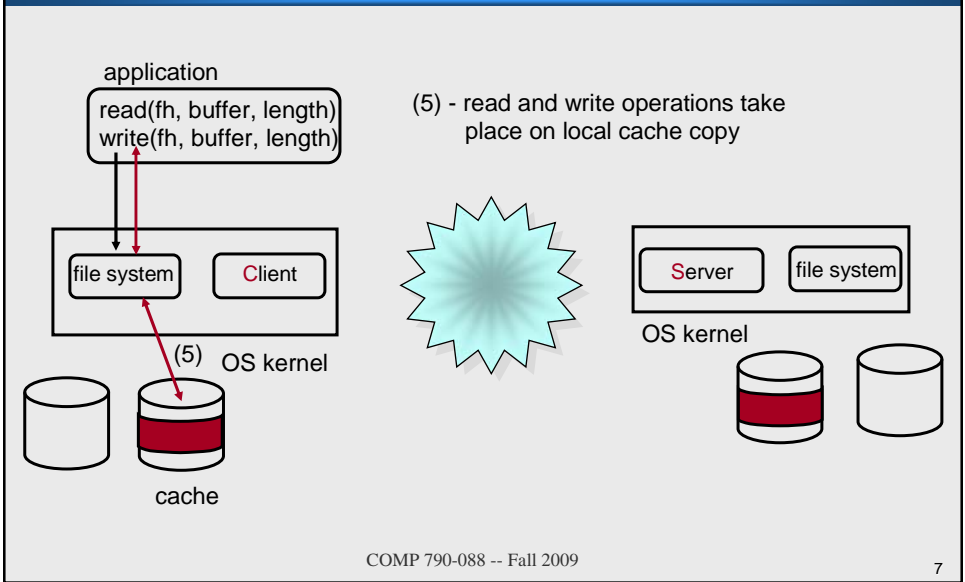 application
read(fh, buffer, length)
write(fh, buffer, length)
(5) - read and write operations take
place on local cache copy
file system
Client
Server
file system
(5)
OS kernel
OS kernel
cache
COMP 790-088 -- Fall 2009
7